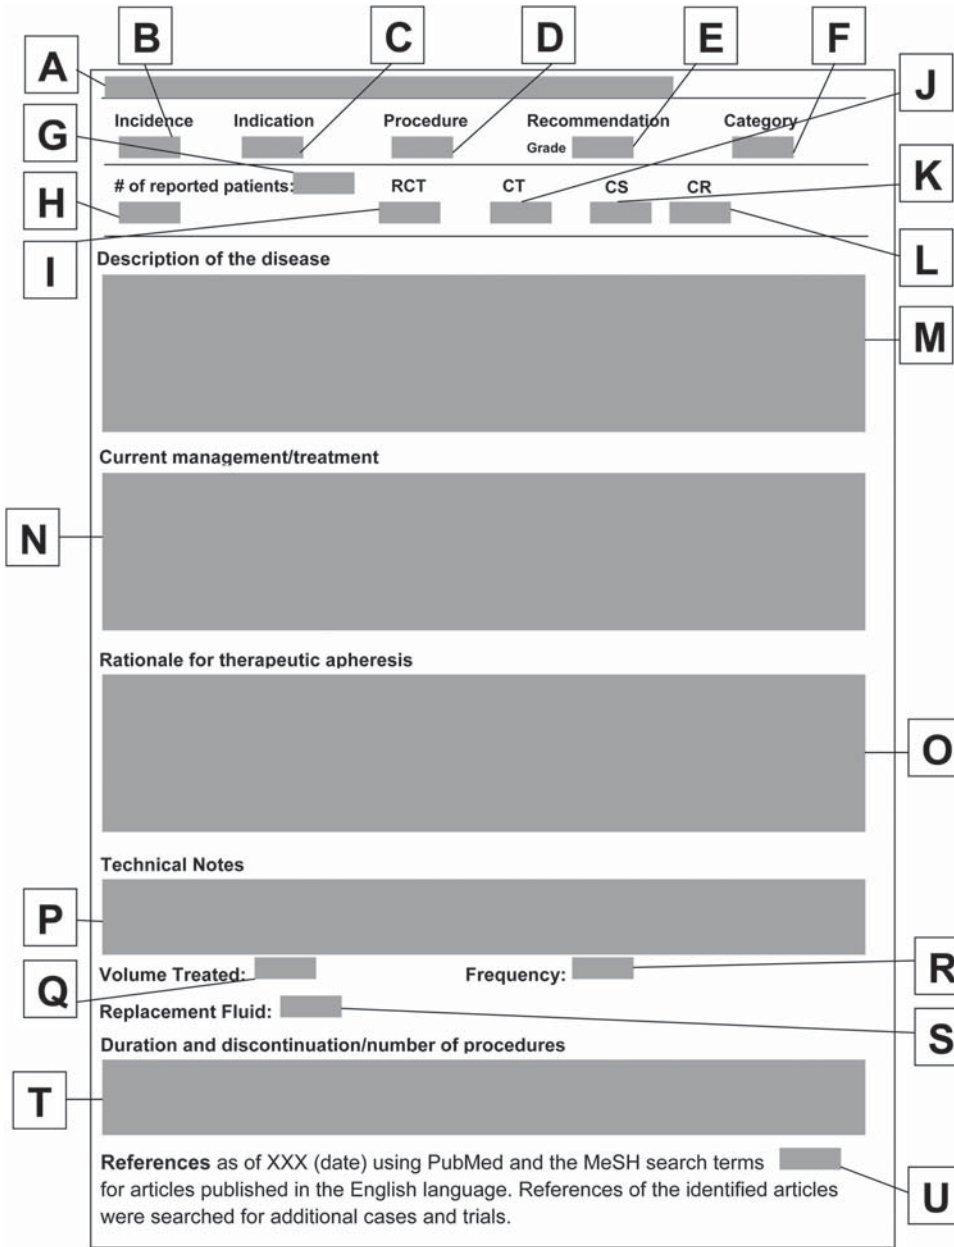 B C D E F
A
J
Incidence Indication Procedure Recommendation Category
G
Grade
# of reported patients: RCT CT CS CR
K
H
I
L
Description of the disease
M
Current management/treatment
N
Rationale for therapeutic apheresis
O
Technical Notes
P
Volume Treated: Frequency:
R
Q
Replacement Fluid:
S
Duration and discontinuation/number of procedures
T
References as of XXX (date) using PubMed and the MeSH search terms
for articles published in the English language. References of the identified articles
were searched for additional cases and trials.
U